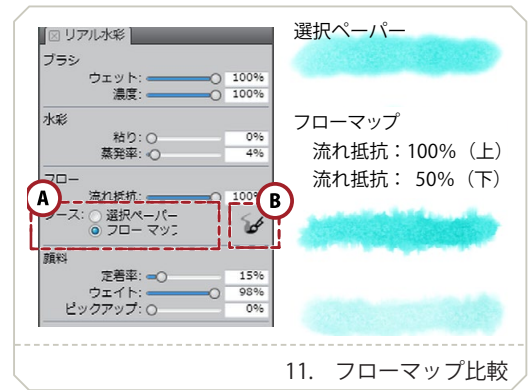 リアル水彩
ブラシ
ウェット: 100%
濃度: 100%
水彩
粘り: 0%
蒸発率: 4%
フロー
流れ抵抗: 100%
A
B
ソース: 選択ペーパー
フロー マップ
顔料
定着率: 15%
ウェイト: 98%
ピックアップ: 0%
選択ペーパー
フローマップ
流れ抵抗:100%(上)
流れ抵抗: 50%(下)
11. フローマップ比較